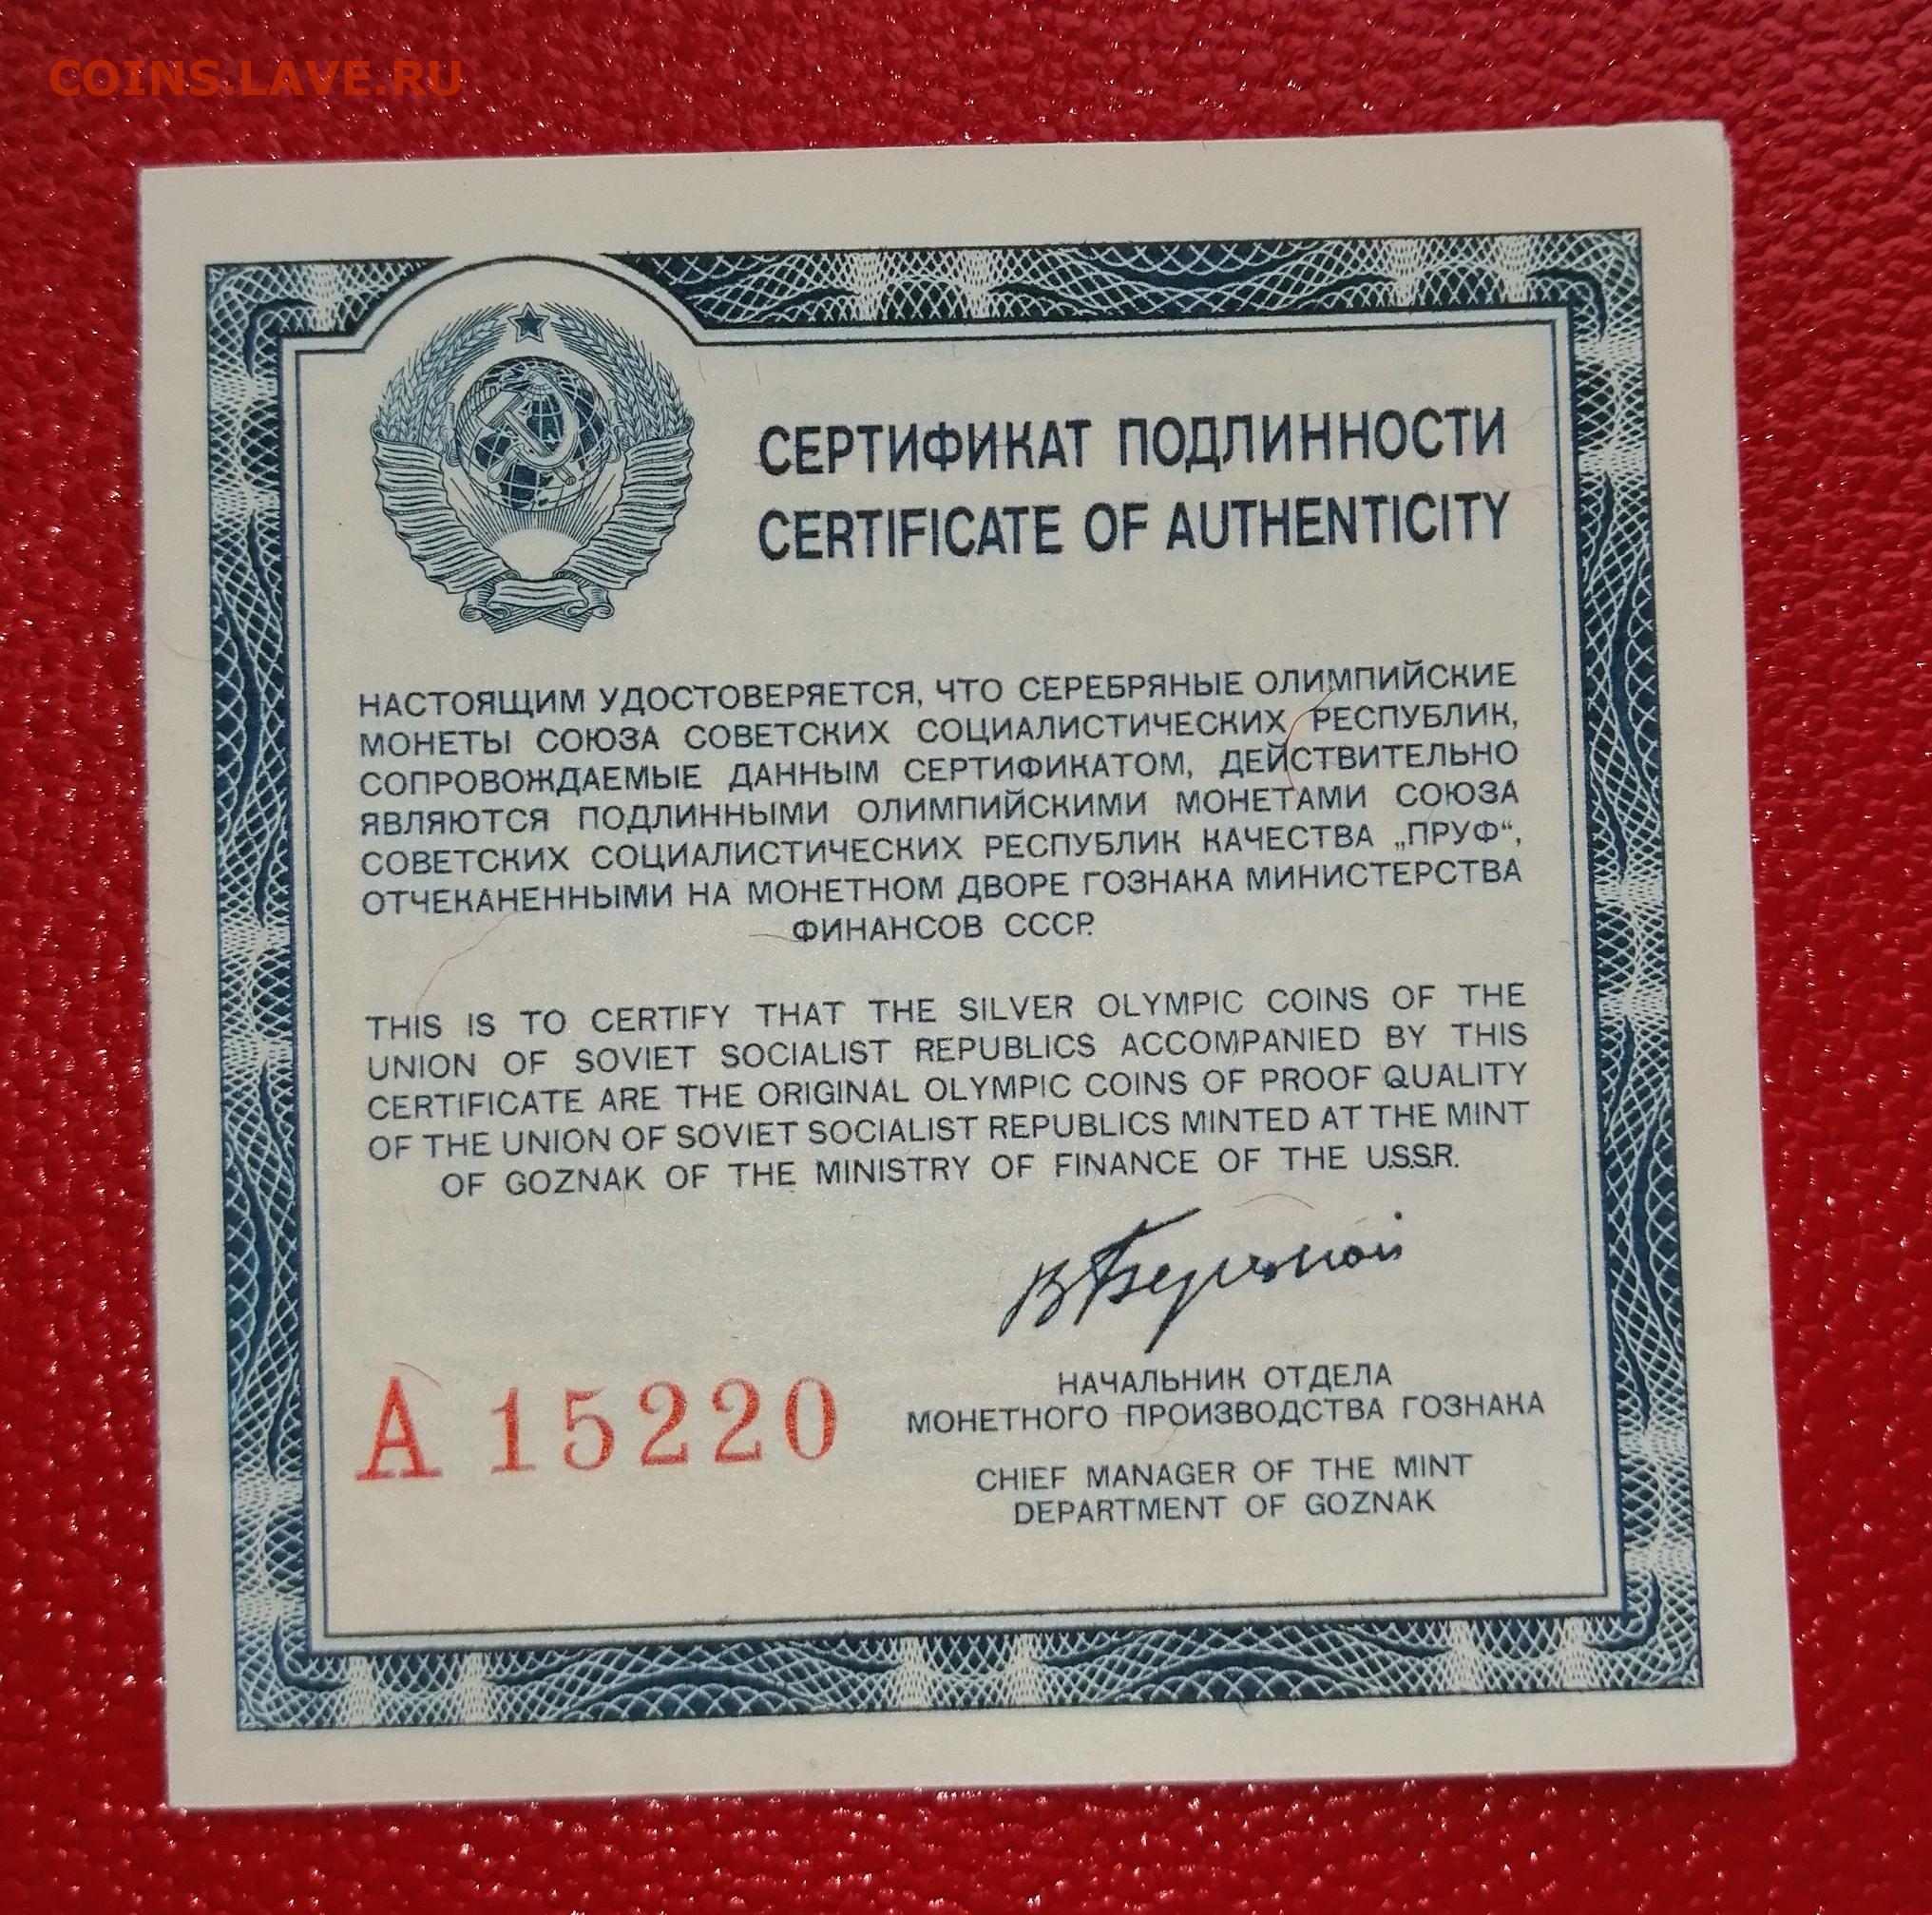 COINS.LAVE.RU
СЕРТИФИКАТ ПОДЛИННОСТИ
CERTIFICATE OF AUTHENTICITY
НАСТОЯЩИМ УДОСТОВЕРЯЕТСЯ, ЧТО СЕРЕБРЯНЫЕ ОЛИМПИЙСКИЕ
МОНЕТЫ СОЮЗА СОВЕТСКИХ СОЦИАЛИСТИЧЕСКИХ РЕСПУБЛИК,
СОПРОВОЖДАЕМЫЕ ДАННЫМ СЕРТИФИКАТОМ, ДЕЙСТВИТЕЛЬНО
ЯВЛЯЮТСЯ ПОДЛИННЫМИ ОЛИМПИЙСКИМИ МОНЕТАМИ СОЮЗА
СОВЕТСКИХ СОЦИАЛИСТИЧЕСКИХ РЕСПУБЛИК КАЧЕСТВА „ПРУФ“,
ОТЧЕКАНЕННЫМИ НА МОНЕТНОМ ДВОРЕ ГОЗНАКА МИНИСТЕРСТВА
ФИНАНСОВ СССР.
THIS IS TO CERTIFY THAT THE SILVER OLYMPIC COINS OF THE
UNION OF SOVIET SOCIALIST REPUBLICS ACCOMPANIED BY THIS
CERTIFICATE ARE THE ORIGINAL OLYMPIC COINS OF PROOF QUALITY
OF THE UNION OF SOVIET SOCIALIST REPUBLICS MINTED AT THE MINT
OF GOZNAK OF THE MINISTRY OF FINANCE OF THE U.S.S.R.
А 15220
НАЧАЛЬНИК ОТДЕЛА
МОНЕТНОГО ПРОИЗВОДСТВА ГОЗНАКА
CHIEF MANAGER OF THE MINT
DEPARTMENT OF GOZNAK